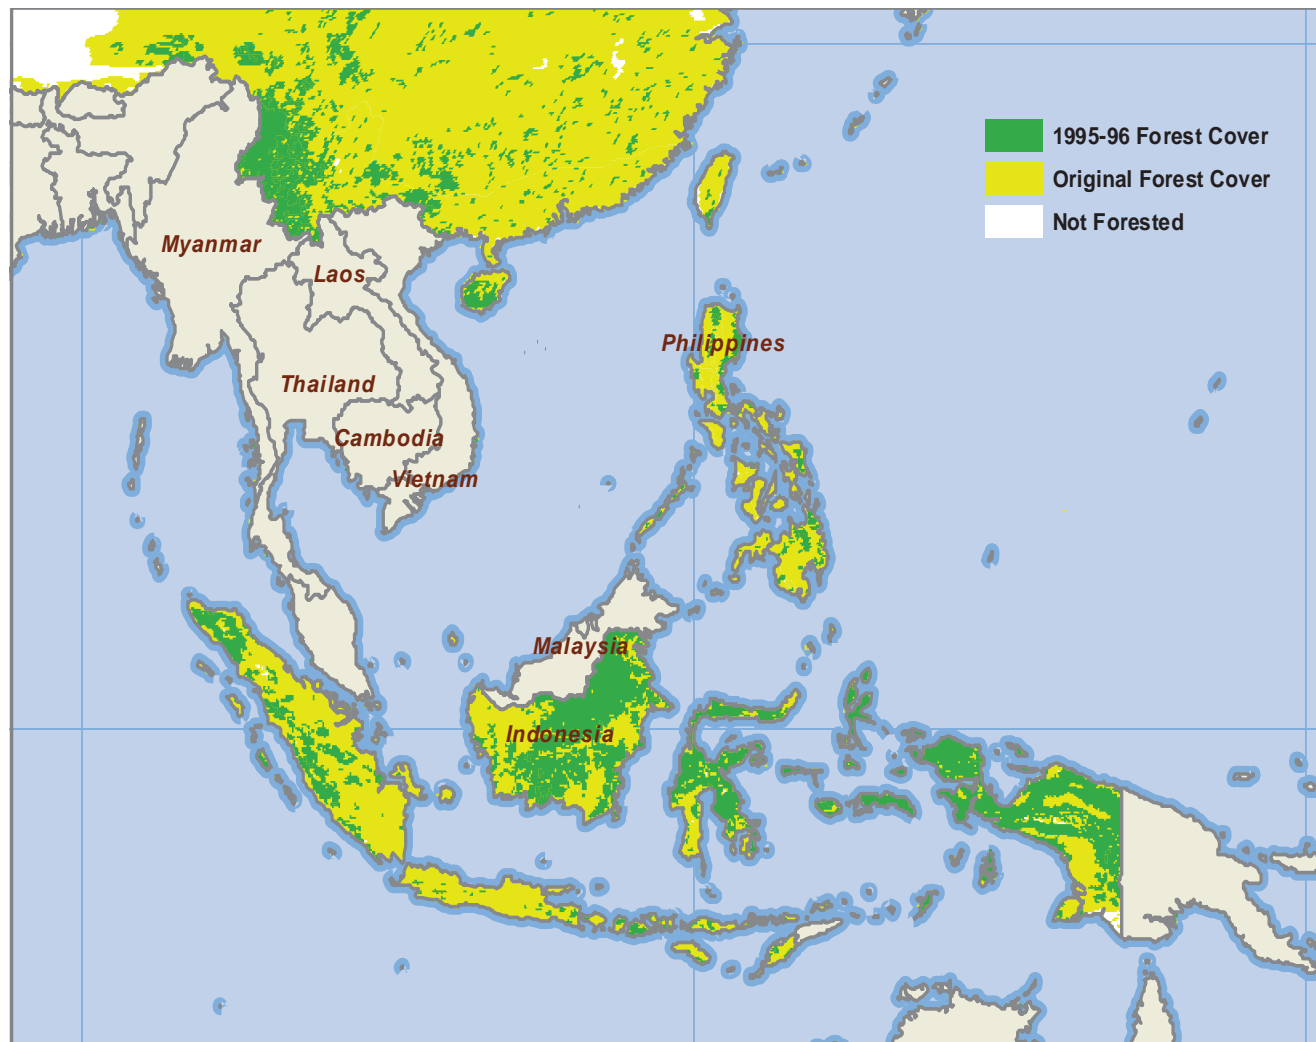 1995-96 Forest Cover
Original Forest Cover
Not Forested
Myanmar
Laos
Philippines
Thailand
Cambodia
Vietnam
Malaysia
Indonesia